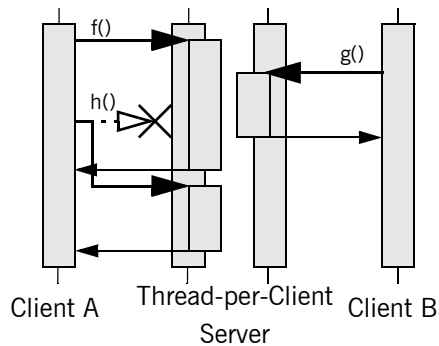 f()
g()
h()
Client A
Thread-per-Client
Server
Client B